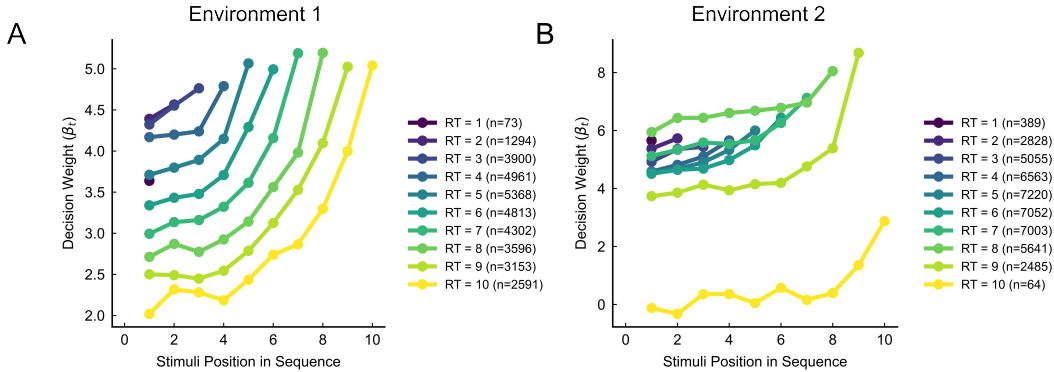 Environment 1
A
Decision Weight (βt)
5.0
4.5
4.0
3.5
3.0
2.5
2.0
0
2
4
6
8
10
Stimuli Position in Sequence
RT = 1 (n=73)
RT = 2 (n=1294)
RT = 3 (n=3900)
RT = 4 (n=4961)
RT = 5 (n=5368)
RT = 6 (n=4813)
RT = 7 (n=4302)
RT = 8 (n=3596)
RT = 9 (n=3153)
RT = 10 (n=2591)
Environment 2
B
Decision Weight (βt)
8
6
4
2
0
0
2
4
6
8
10
Stimuli Position in Sequence
RT = 1 (n=389)
RT = 2 (n=2828)
RT = 3 (n=5055)
RT = 4 (n=6563)
RT = 5 (n=7220)
RT = 6 (n=7052)
RT = 7 (n=7003)
RT = 8 (n=5641)
RT = 9 (n=2485)
RT = 10 (n=64)